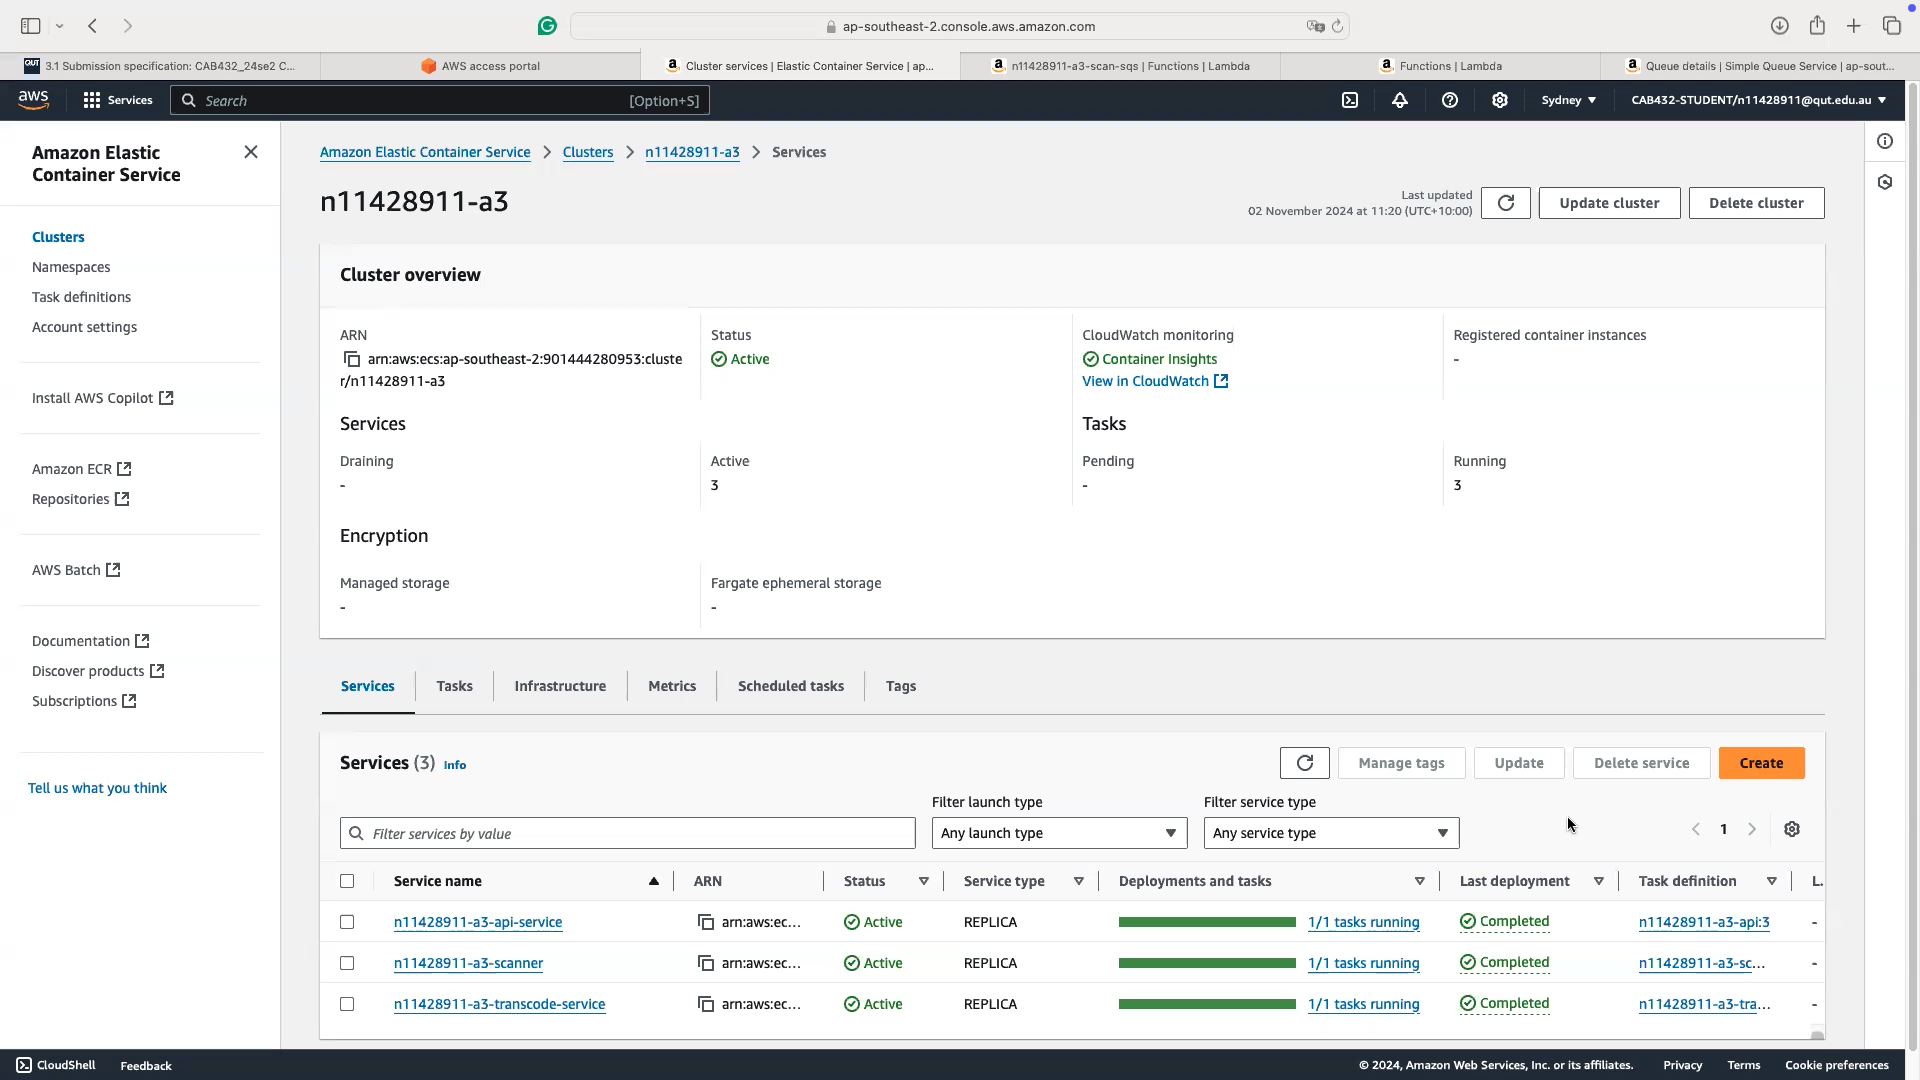 ap-southeast-2.console.aws.amazon.com
QUT 3.1 Submission specification: CAB432_24se2 C...
AWS access portal
Cluster services | Elastic Container Service | ap...
n11428911-a3-scan-sqs | Functions | Lambda
Functions | Lambda
Queue details | Simple Queue Service | ap-sout...
aws Services Search [Option+S] Sydney CAB432-STUDENT/n11428911@qut.edu.au
Amazon Elastic
Container Service
Clusters
Namespaces
Task definitions
Account settings
Install AWS Copilot
Amazon ECR
Repositories
AWS Batch
Documentation
Discover products
Subscriptions
Tell us what you think
Amazon Elastic Container Service > Clusters > n11428911-a3 > Services
n11428911-a3
Last updated
02 November 2024 at 11:20 (UTC+10:00)
Update cluster
Delete cluster
Cluster overview
ARN
arn:aws:ecs:ap-southeast-2:901444280953:cluste
r/n11428911-a3
Status
Active
CloudWatch monitoring
Container Insights
View in CloudWatch
Registered container instances
-
Services
Draining
-
Active
3
Tasks
Pending
-
Running
3
Encryption
Managed storage
-
Fargate ephemeral storage
-
Services Tasks Infrastructure Metrics Scheduled tasks Tags
Services (3) Info
Manage tags Update Delete service Create
Filter launch type
Filter service type
Filter services by value
Any launch type
Any service type
1
Service name ARN Status Service type Deployments and tasks Last deployment Task definition L.
n11428911-a3-api-service arn:aws:ec... Active REPLICA 1/1 tasks running Completed n11428911-a3-api:3 -
n11428911-a3-scanner arn:aws:ec... Active REPLICA 1/1 tasks running Completed n11428911-a3-sc... -
n11428911-a3-transcode-service arn:aws:ec... Active REPLICA 1/1 tasks running Completed n11428911-a3-tra... -
CloudShell Feedback © 2024, Amazon Web Services, Inc. or its affiliates. Privacy Terms Cookie preferences